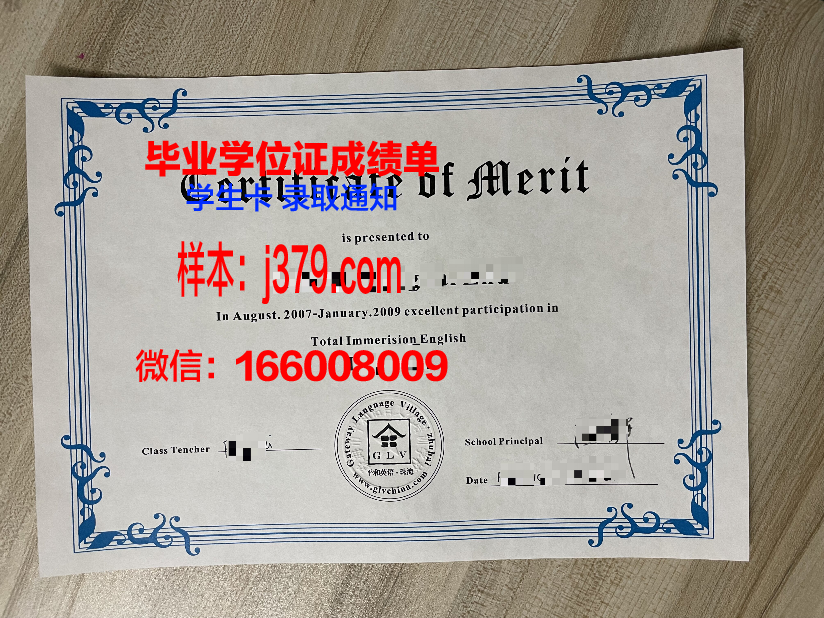 毕业学位证成绩单
Certificate of Merit
学生卡 录取通知
is presented to
样本：j379.com
In August. 2007-January.2009 excellent participation in
Total Immerision English
微信：166008009
Gateway Language Village · zhuhai
GLV
www.glvchina.com
Class Tencher
School Principal
Date